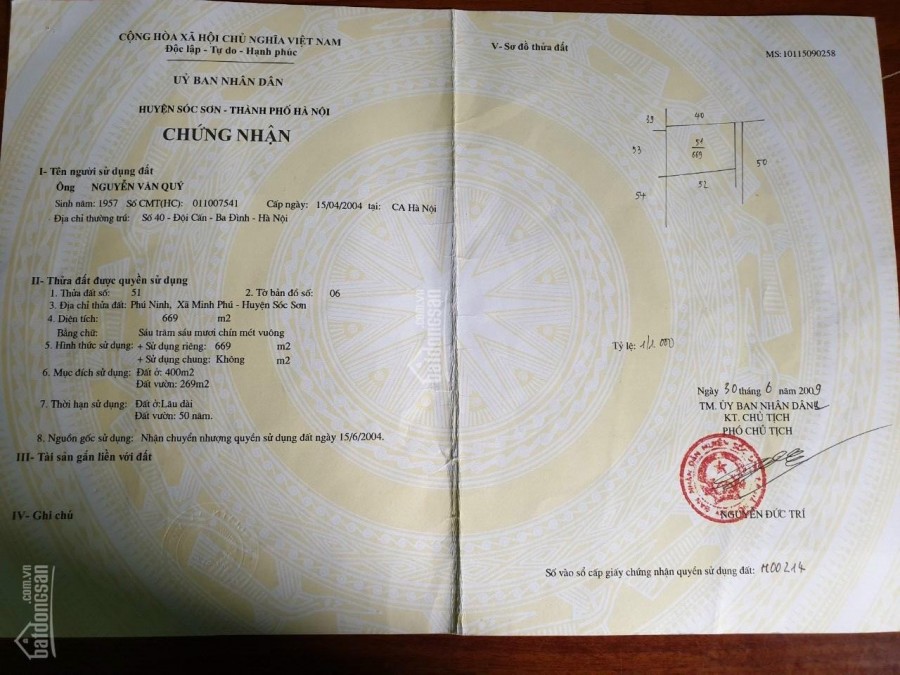 CỘNG HÒA XÃ HỘI CHỦ NGHĨA VIỆT NAM
Độc lập - Tự do - Hạnh phúc
UỶ BAN NHÂN DÂN
HUYỆN SÓC SƠN - THÀNH PHỐ HÀ NỘI
CHỨNG NHẬN
I- Tên người sử dụng đất
Ông NGUYỄN VĂN QUÝ
Sinh năm: 1957 Số CMT(HC): 011007541 Cấp ngày: 15/04/2004 tại: CA Hà Nội
Địa chỉ thường trú: Số 40 - Đội Cấn - Ba Đình - Hà Nội
II- Thửa đất được quyền sử dụng
1. Thửa đất số: 51 2. Tờ bản đồ số: 06
3. Địa chỉ thửa đất: Phú Ninh, Xã Minh Phú - Huyện Sóc Sơn
4. Diện tích: 669 m2
Bằng chữ: Sáu trăm sáu mươi chín mét vuông
5. Hình thức sử dụng: + Sử dụng riêng: 669 m2
+ Sử dụng chung: Không m2
6. Mục đích sử dụng: Đất ở: 400m2
Đất vườn: 269m2
7. Thời hạn sử dụng: Đất ở:Lâu dài
Đất vườn: 50 năm.
8. Nguồn gốc sử dụng: Nhận chuyển nhượng quyền sử dụng đất ngày 15/6/2004.
III- Tài sản gắn liền với đất
IV- Ghi chú
V- Sơ đồ thửa đất
MS: 10115090258
39 40
93 51
669 50
54 52
Tỷ lệ: 1/1.000
Ngày 30 tháng 6 năm 2009
TM. ỦY BAN NHÂN DÂN
KT. CHỦ TỊCH
PHÓ CHỦ TỊCH
NGUYỄN ĐỨC TRÍ
Số vào sổ cấp giấy chứng nhận quyền sử dụng đất: M00214
batdongsan.com.vn
batdongsan.com.vn